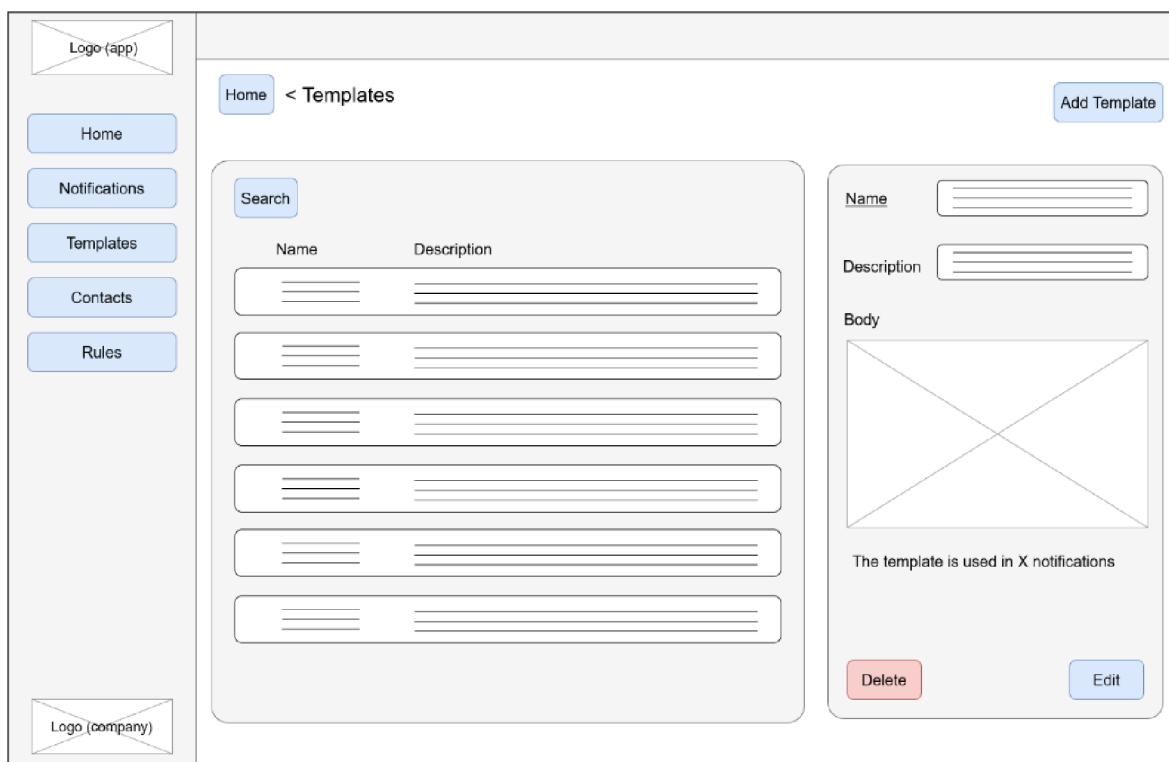 Logo (app)
Home
Notifications
Templates
Contacts
Rules
Logo (company)
Home < Templates
Add Template
Search
Name Description
Name
Description
Body
The template is used in X notifications
Delete Edit